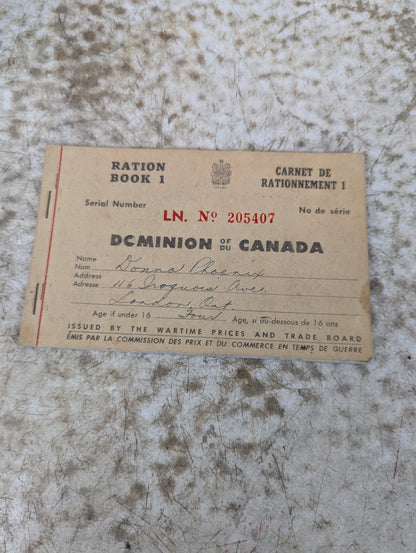 RATION BOOK 1
CARNET DE RATIONNEMENT 1
Serial Number LN. Nº 205407 No de série
DOMINION OF DU CANADA
Name Nom Donna Phoenix
Address Adresse 116 Iroquois Ave.
London, Ont.
Age if under 16 Four Age, si au-dessous de 16 ans
ISSUED BY THE WARTIME PRICES AND TRADE BOARD
ÉMIS PAR LA COMMISSION DES PRIX ET DU COMMERCE EN TEMPS DE GUERRE